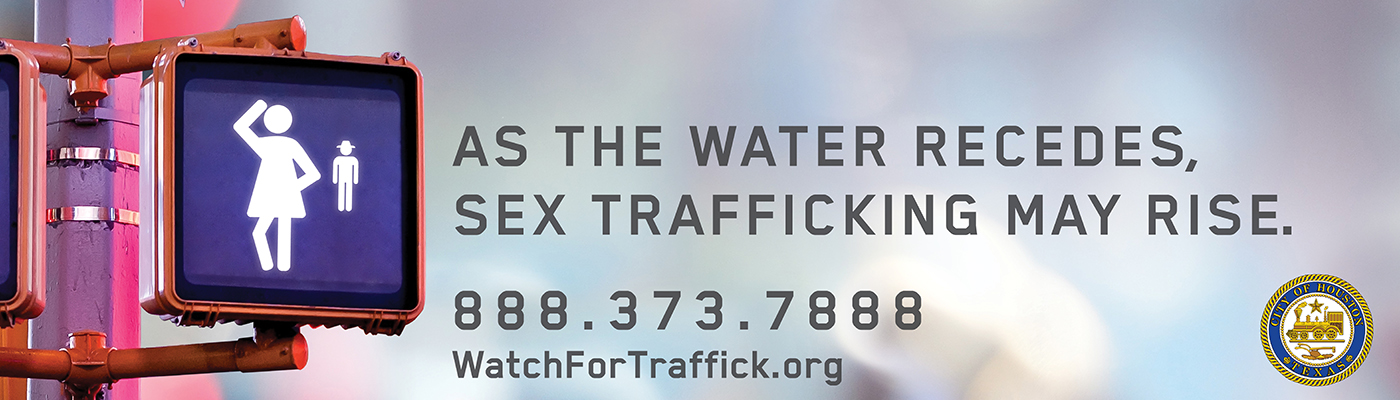 AS THE WATER RECEDES,
SEX TRAFFICKING MAY RISE.
888.373.7888
WatchForTraffick.org
CITY OF HOUSTON
TEXAS